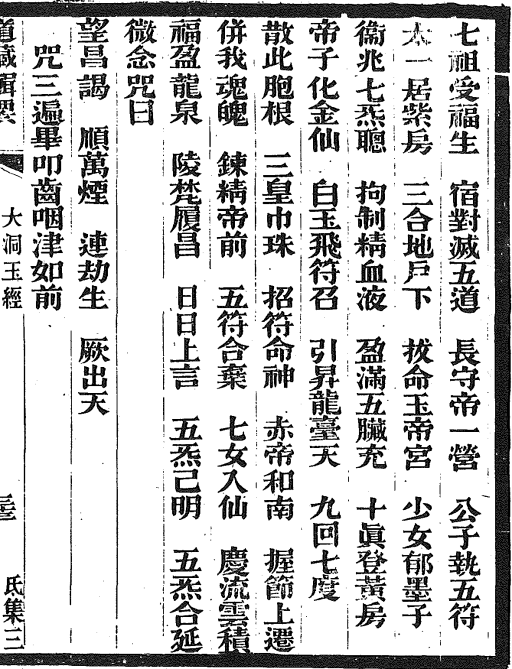 七祖受福生　宿對滅五道　長守帝一營　公子執五符
太一居紫房　三合地戸下　拔命玉帝宮　少女郁墨子
衞兆七炁聰　拘制精血液　盈滿五臟充　十眞登黃房
帝子化金仙　白玉飛符召　引昇龍臺天　九回七度
散此胞根　三皇巾珠　招符命神　赤帝和南　握節上遷
併我魂魄　鍊精帝前　五符合棄　七女入仙　慶流雲積
福盈龍泉　陵梵履昌　日日上言　五炁已明　五炁合延
微念咒曰
望昌謁　順萬煙　連劫生　厥出天
咒三遍畢叩齒咽津如前
道藏輯要　大洞玉經　氐集三